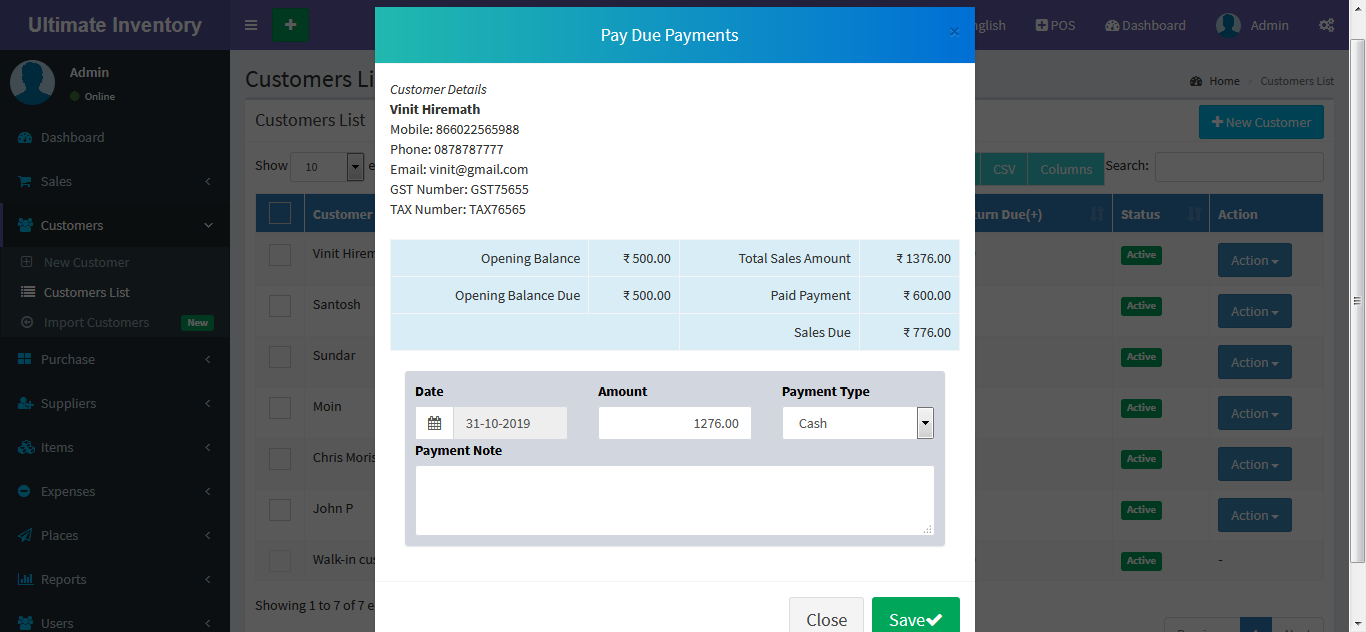 Ultimate Inventory
Pay Due Payments
×
POS
Dashboard
Admin
Admin
Online
Customers
Home / Customers List
Customers List
New Customer
Show 10
CSV
Columns
Search:
Customer
Due(+)
Status
Action
Dashboard
Sales
Customers
New Customer
Customers List
Import Customers New
Purchase
Suppliers
Items
Expenses
Places
Reports
Users
Customer Details
Vinit Hiremath
Mobile: 866022565988
Phone: 0878787777
Email: vinit@gmail.com
GST Number: GST75655
TAX Number: TAX76565
Opening Balance ₹ 500.00 Total Sales Amount ₹ 1376.00
Opening Balance Due ₹ 500.00 Paid Payment ₹ 600.00
Sales Due ₹ 776.00
Date Amount Payment Type
31-10-2019 1276.00 Cash
Payment Note
Close
Save
Vinit Active Action
Santosh Active Action
Sundar Active Action
Moin Active Action
Chris Active Action
John P Active Action
Walk-in Active -
Showing 1 to 7 of 7